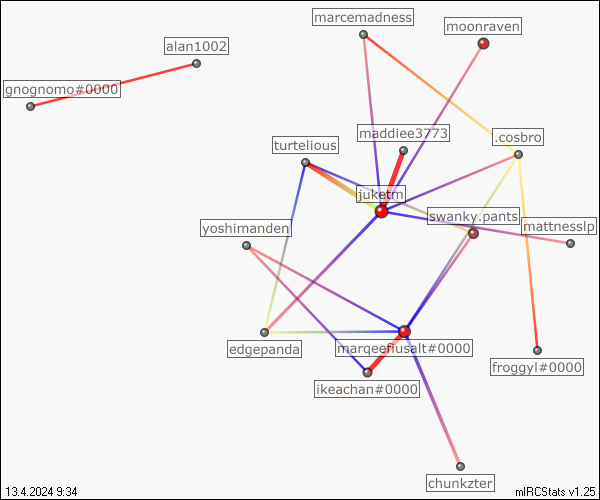 marcemadness
moonraven
alan1002
gnognomo#0000
maddiee3773
turtelious
.cosbro
juketm
swanky.pants
mattnesslp
yoshimanden
edgepanda
marqeefiusalt#0000
froggyl#0000
ikeachan#0000
chunkzter
13.4.2024 9:34
mIRCStats v1.25